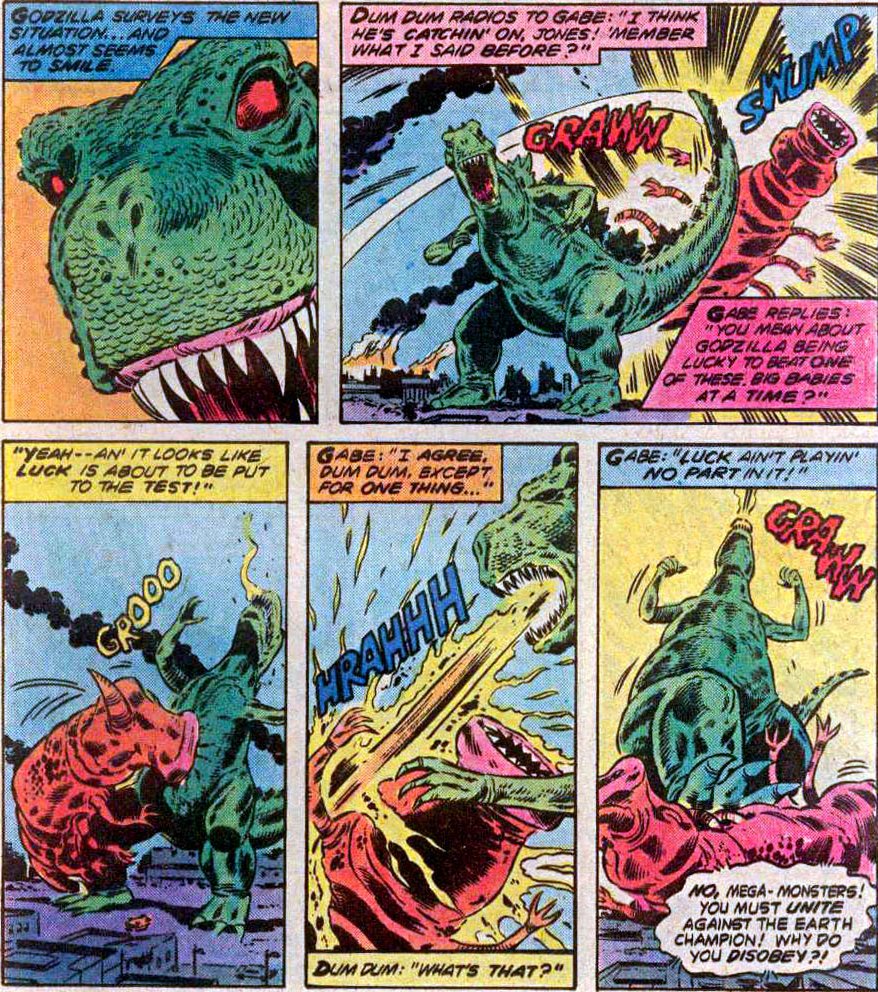 GODZILLA SURVEYS THE NEW
SITUATION...AND
ALMOST SEEMS
TO SMILE.
DUM DUM RADIOS TO GABE: "I THINK
HE'S CATCHIN' ON, JONES! 'MEMBER
WHAT I SAID BEFORE?"
GRAWW
SWUMP
GABE REPLIES:
"YOU MEAN ABOUT
GODZILLA BEING
LUCKY TO BEAT ONE
OF THESE BIG BABIES
AT A TIME?"
"YEAH--AN' IT LOOKS LIKE
LUCK IS ABOUT TO BE PUT
TO THE TEST!"
GROOO
GABE: "I AGREE,
DUM DUM, EXCEPT
FOR ONE THING..."
HRAHHH
DUM DUM: "WHAT'S THAT?"
GABE: "LUCK AIN'T PLAYIN'
NO PART IN IT!"
GRAWW
NO, MEGA-MONSTERS!
YOU MUST UNITE
AGAINST THE EARTH
CHAMPION! WHY DO
YOU DISOBEY?!